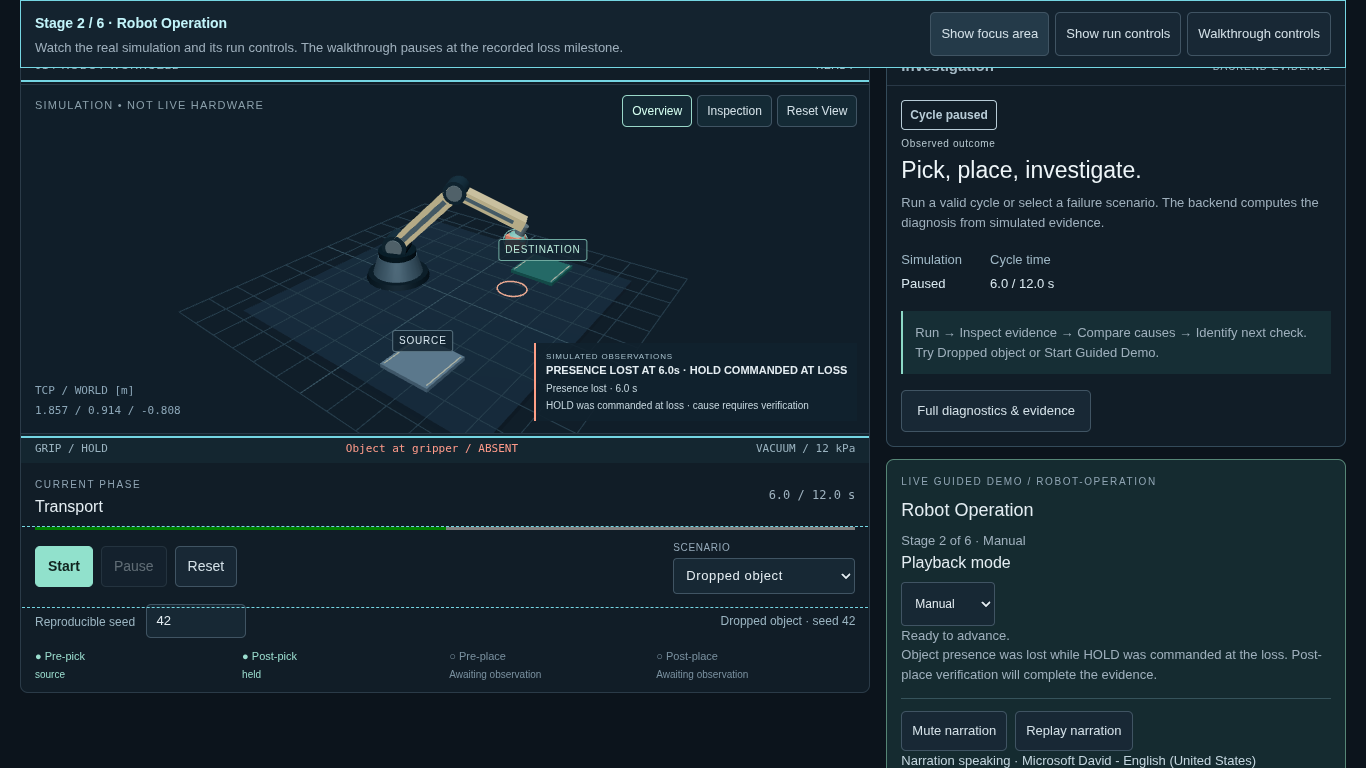 Stage 2 / 6 · Robot Operation
Watch the real simulation and its run controls. The walkthrough pauses at the recorded loss milestone.
Show focus area
Show run controls
Walkthrough controls
SIMULATION • NOT LIVE HARDWARE
Overview
Inspection
Reset View
DESTINATION
SOURCE
SIMULATED OBSERVATIONS
PRESENCE LOST AT 6.0s · HOLD COMMANDED AT LOSS
Presence lost · 6.0 s
HOLD was commanded at loss · cause requires verification
TCP / WORLD [m]
1.857 / 0.914 / -0.808
GRIP / HOLD
Object at gripper / ABSENT
VACUUM / 12 kPa
CURRENT PHASE
Transport
6.0 / 12.0 s
Start
Pause
Reset
SCENARIO
Dropped object
Reproducible seed
42
Dropped object · seed 42
● Pre-pick
source
● Post-pick
held
○ Pre-place
Awaiting observation
○ Post-place
Awaiting observation
Investigation
BACKEND EVIDENCE
Cycle paused
Observed outcome
Pick, place, investigate.
Run a valid cycle or select a failure scenario. The backend computes the
diagnosis from simulated evidence.
Simulation
Cycle time
Paused
6.0 / 12.0 s
Run → Inspect evidence → Compare causes → Identify next check.
Try Dropped object or Start Guided Demo.
Full diagnostics & evidence
LIVE GUIDED DEMO / ROBOT-OPERATION
Robot Operation
Stage 2 of 6 · Manual
Playback mode
Manual
Ready to advance.
Object presence was lost while HOLD was commanded at the loss. Post-
place verification will complete the evidence.
Mute narration
Replay narration
Narration speaking · Microsoft David - English (United States)